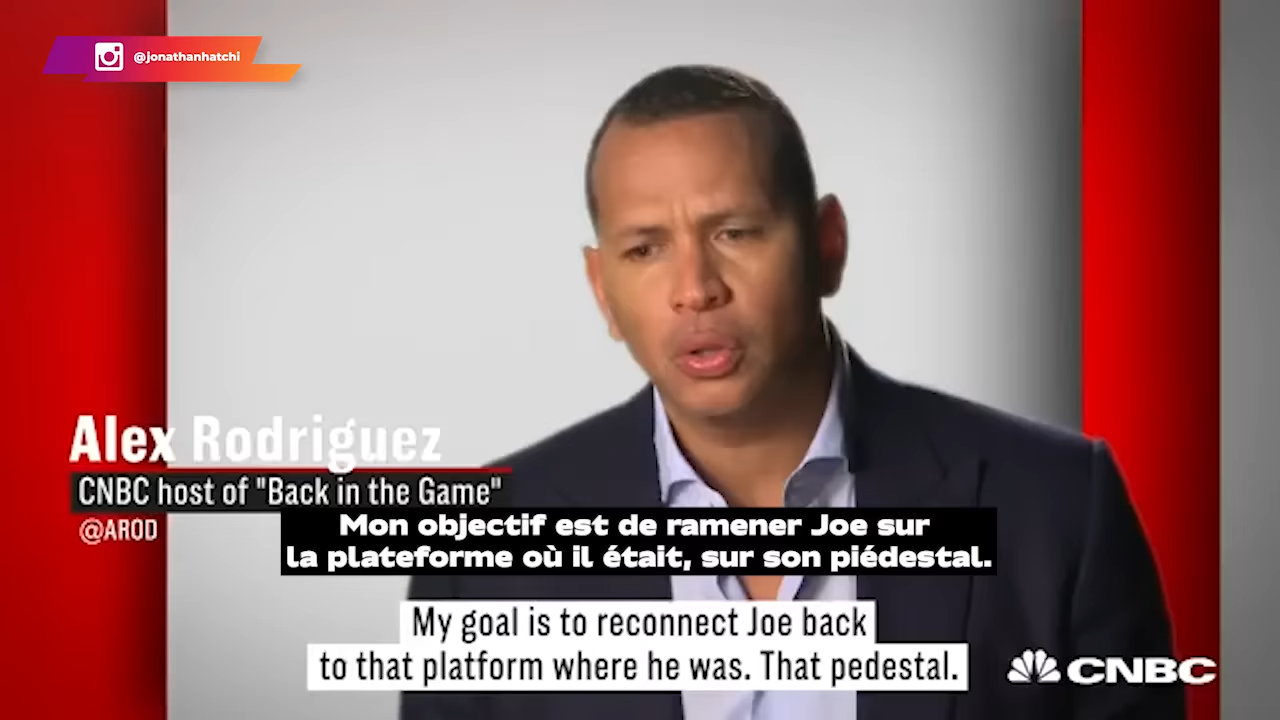 @jonathanhatchi
Alex Rodriguez
CNBC host of "Back in the Game"
@AROD
Mon objectif est de ramener Joe sur
la plateforme où il était, sur son piédestal.
My goal is to reconnect Joe back
to that platform where he was. That pedestal.
CNBC